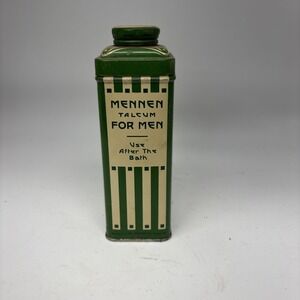 MENNEN
TALCUM
FOR MEN
Use
After The
Bath